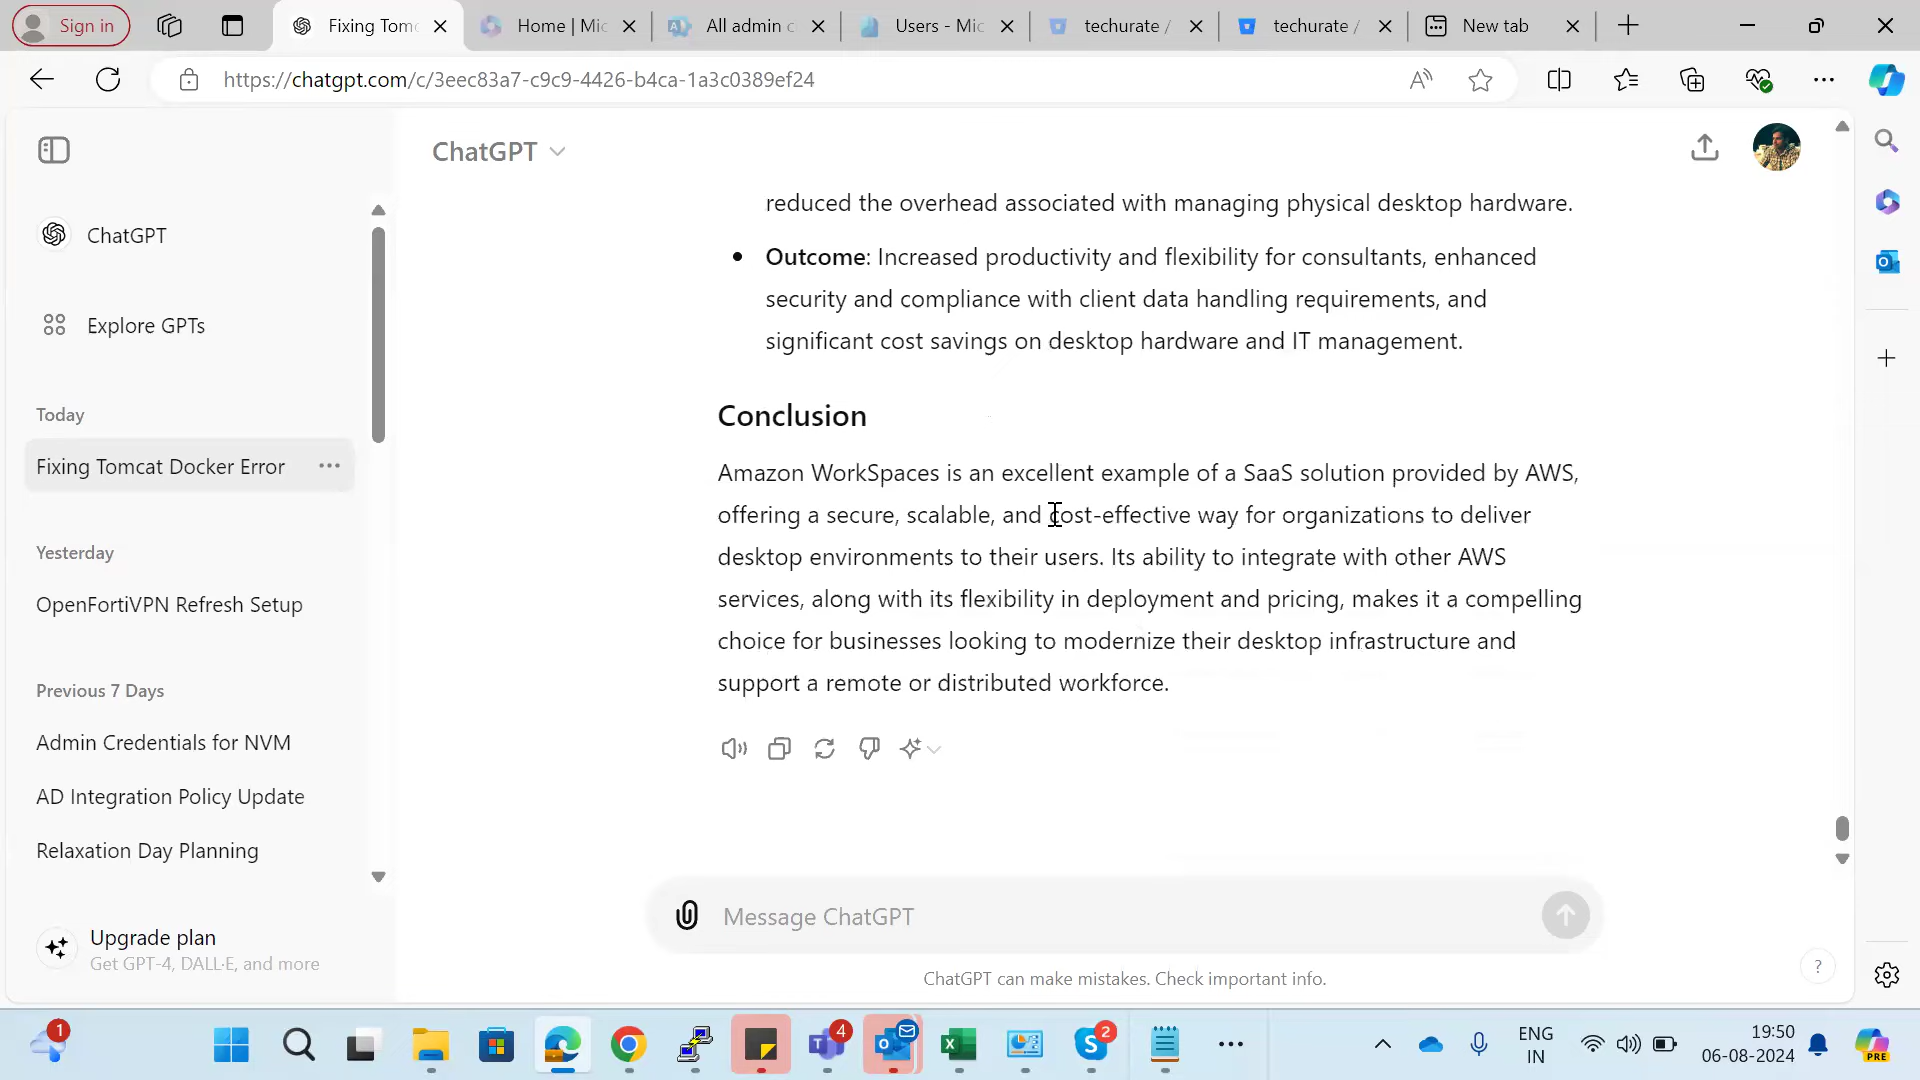 Sign in
Fixing Tomc
Home | Mic
All admin c
Users - Mic
techurate /
techurate /
New tab
https://chatgpt.com/c/3eec83a7-c9c9-4426-b4ca-1a3c0389ef24
ChatGPT
Explore GPTs
Today
Fixing Tomcat Docker Error
Yesterday
OpenFortiVPN Refresh Setup
Previous 7 Days
Admin Credentials for NVM
AD Integration Policy Update
Relaxation Day Planning
Upgrade plan
Get GPT-4, DALL·E, and more
ChatGPT
reduced the overhead associated with managing physical desktop hardware.
• Outcome: Increased productivity and flexibility for consultants, enhanced
security and compliance with client data handling requirements, and
significant cost savings on desktop hardware and IT management.
Conclusion
Amazon WorkSpaces is an excellent example of a SaaS solution provided by AWS,
offering a secure, scalable, and cost-effective way for organizations to deliver
desktop environments to their users. Its ability to integrate with other AWS
services, along with its flexibility in deployment and pricing, makes it a compelling
choice for businesses looking to modernize their desktop infrastructure and
support a remote or distributed workforce.
Message ChatGPT
ChatGPT can make mistakes. Check important info.
?
1
4
2
ENG
IN
19:50
06-08-2024
PRE